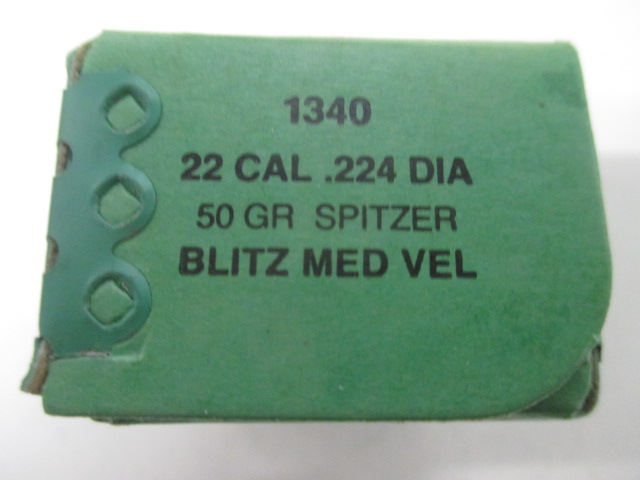 1340
22 CAL .224 DIA
50 GR SPITZER
BLITZ MED VEL